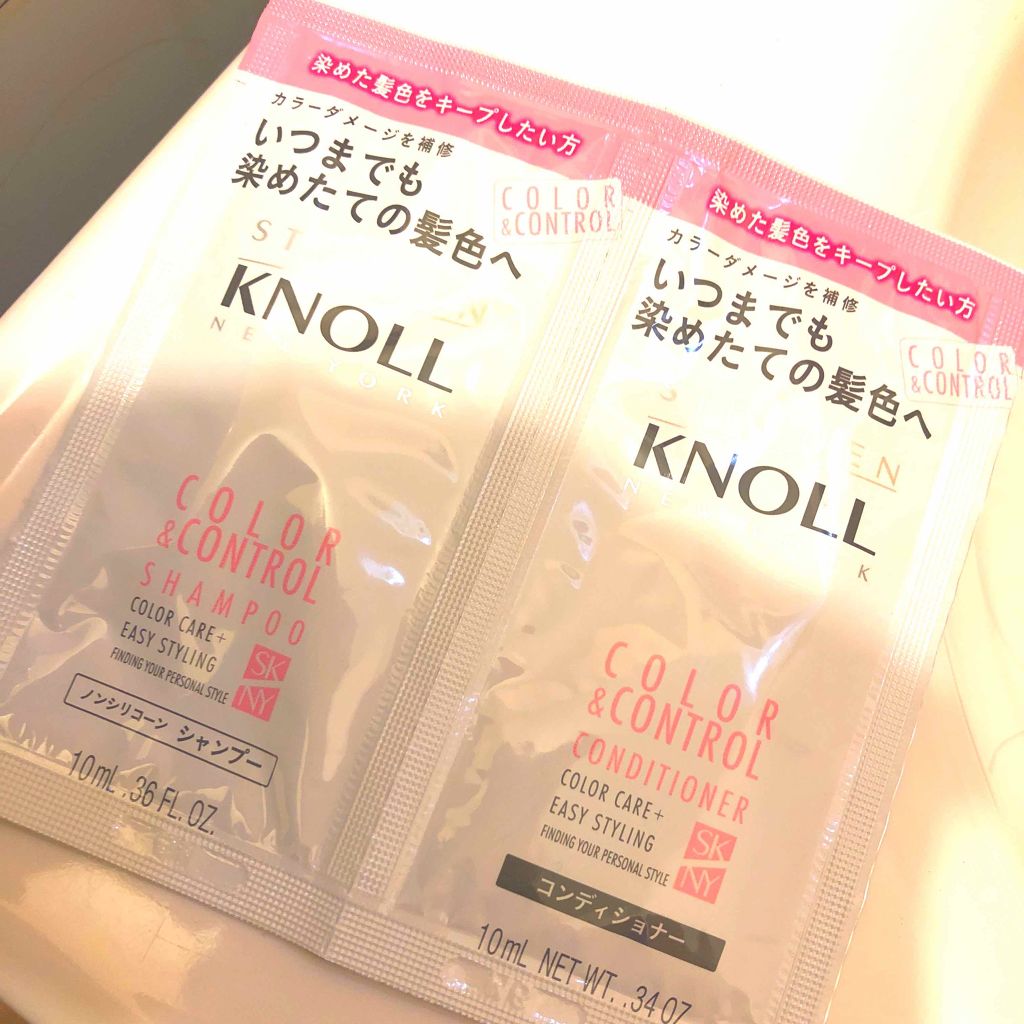 染めた髪色をキープしたい方
カラーダメージを補修
いつまでも
染めたての髪色へ
COLOR
&CONTROL
KNOLL
COLOR
&CONTROL
SHAMPOO
COLOR CARE+
EASY STYLING
FINDING YOUR PERSONAL STYLE
SK
NY
ノンシリコーン シャンプー
10mL .36 FL. OZ.
染めた髪色をキープしたい方
カラーダメージを補修
いつまでも
染めたての髪色へ
COLOR
&CONTROL
KNOLL
COLOR
&CONTROL
CONDITIONER
COLOR CARE+
EASY STYLING
FINDING YOUR PERSONAL STYLE
SK
NY
コンディショナー
10mL NET WT. .34 OZ